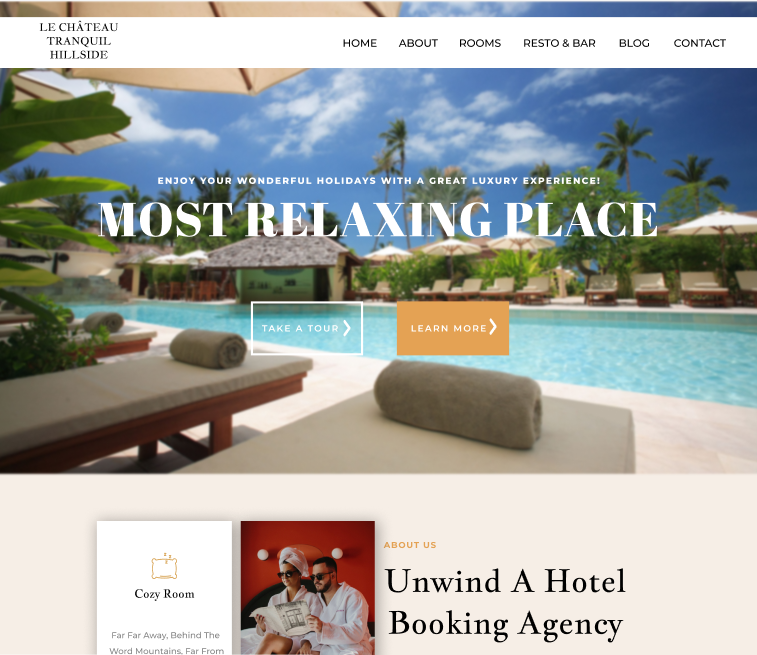 LE CHÂTEAU
TRANQUIL
HILLSIDE
HOME ABOUT ROOMS RESTO & BAR BLOG CONTACT
ENJOY YOUR WONDERFUL HOLIDAYS WITH A GREAT LUXURY EXPERIENCE!
MOST RELAXING PLACE
TAKE A TOUR
LEARN MORE
z z z
Cozy Room
Far Far Away, Behind The
Word Mountains, Far From
ABOUT US
Unwind A Hotel
Booking Agency